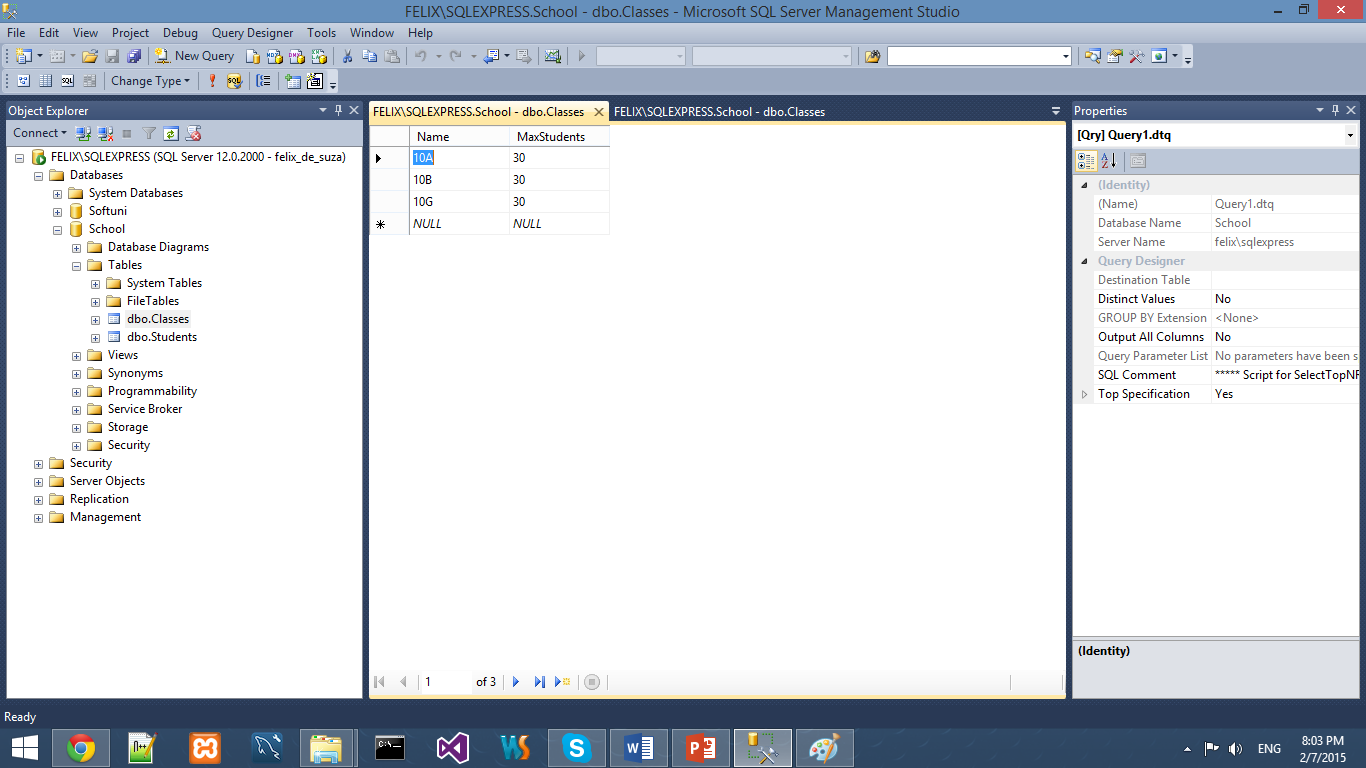 FELIX\SQLEXPRESS.School - dbo.Classes - Microsoft SQL Server Management Studio
File Edit View Project Debug Query Designer Tools Window Help
New Query
Change Type
Object Explorer
Connect
FELIX\SQLEXPRESS (SQL Server 12.0.2000 - felix_de_suza)
Databases
System Databases
Softuni
School
Database Diagrams
Tables
System Tables
FileTables
dbo.Classes
dbo.Students
Views
Synonyms
Programmability
Service Broker
Storage
Security
Security
Server Objects
Replication
Management
FELIX\SQLEXPRESS.School - dbo.Classes FELIX\SQLEXPRESS.School - dbo.Classes
Name MaxStudents
10A 30
10B 30
10G 30
NULL NULL
1 of 3
Properties
[Qry] Query1.dtq
(Identity)
(Name) Query1.dtq
Database Name School
Server Name felix\sqlexpress
Query Designer
Destination Table
Distinct Values No
GROUP BY Extension <None>
Output All Columns No
Query Parameter List No parameters have been s
SQL Comment ***** Script for SelectTopNR
Top Specification Yes
(Identity)
Ready
ENG
8:03 PM
2/7/2015